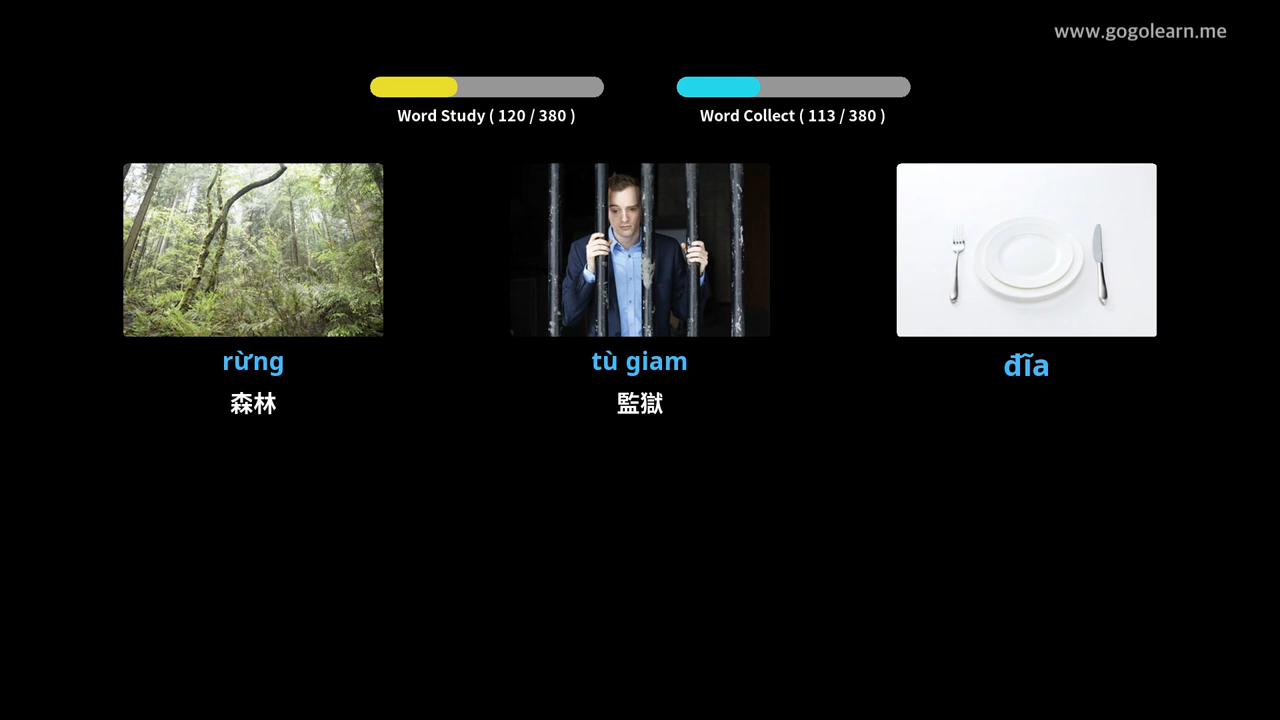 www.gogolearn.me
Word Study ( 120 / 380 )
Word Collect ( 113 / 380 )
rừng
tù giam
đĩa
森林
監獄